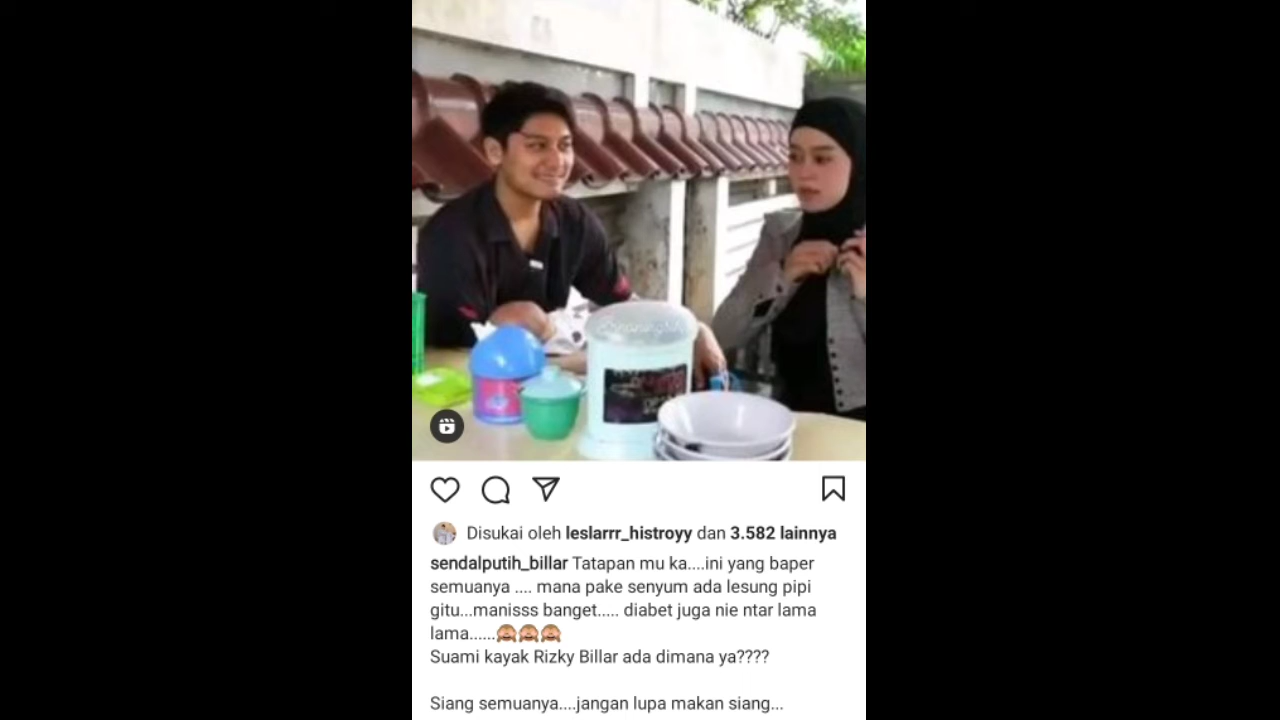 Disukai oleh leslarrr_histroyy dan 3.582 lainnya
sendalputih_billar Tatapan mu ka....ini yang baper
semuanya .... mana pake senyum ada lesung pipi
gitu...manisss banget..... diabet juga nie ntar lama
lama......🙈🙈🙈
Suami kayak Rizky Billar ada dimana ya????
Siang semuanya....jangan lupa makan siang...